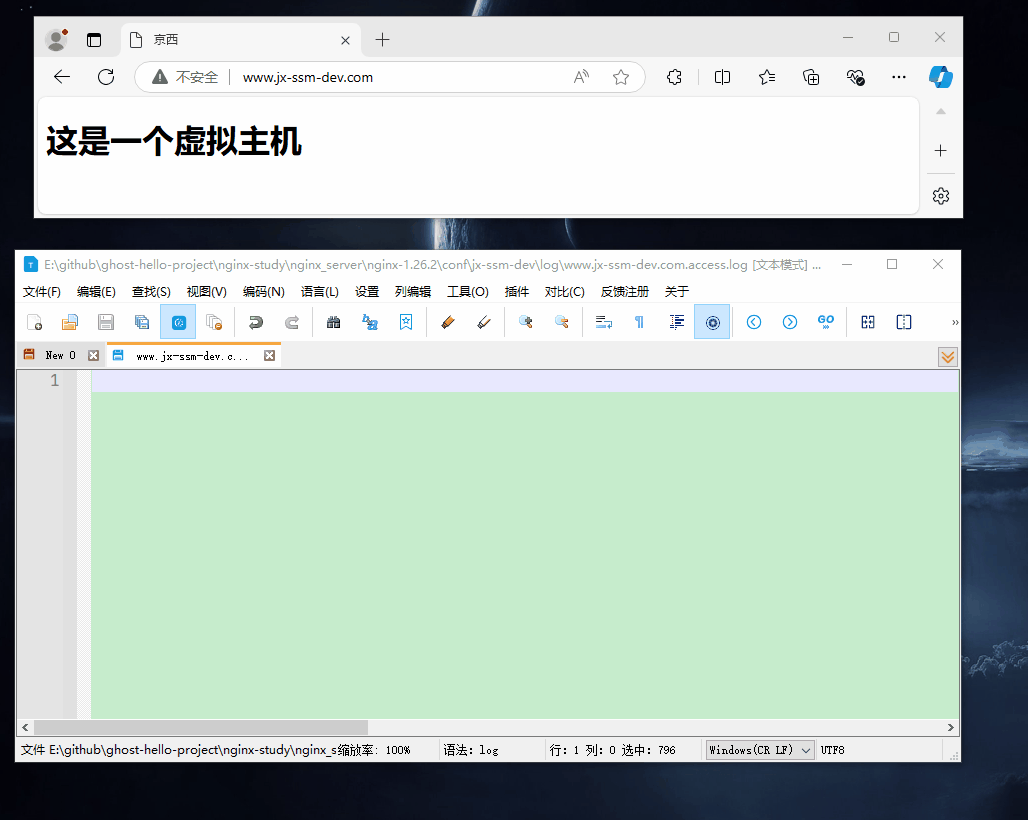 京西
不安全 www.jx-ssm-dev.com
这是一个虚拟主机
E:\github\ghost-hello-project\nginx-study\nginx_server\nginx-1.26.2\conf\jx-ssm-dev\log\www.jx-ssm-dev.com.access.log [文本模式] ...
文件(F) 编辑(E) 查找(S) 视图(V) 编码(N) 语言(L) 设置 列编辑 工具(O) 插件 对比(C) 反馈注册 关于
New 0 www.jx-ssm-dev.c...
1
文件 E:\github\ghost-hello-project\nginx-study\nginx_s缩放率: 100% 语法: log 行: 1 列: 0 选中: 796 Windows(CR LF) UTF8